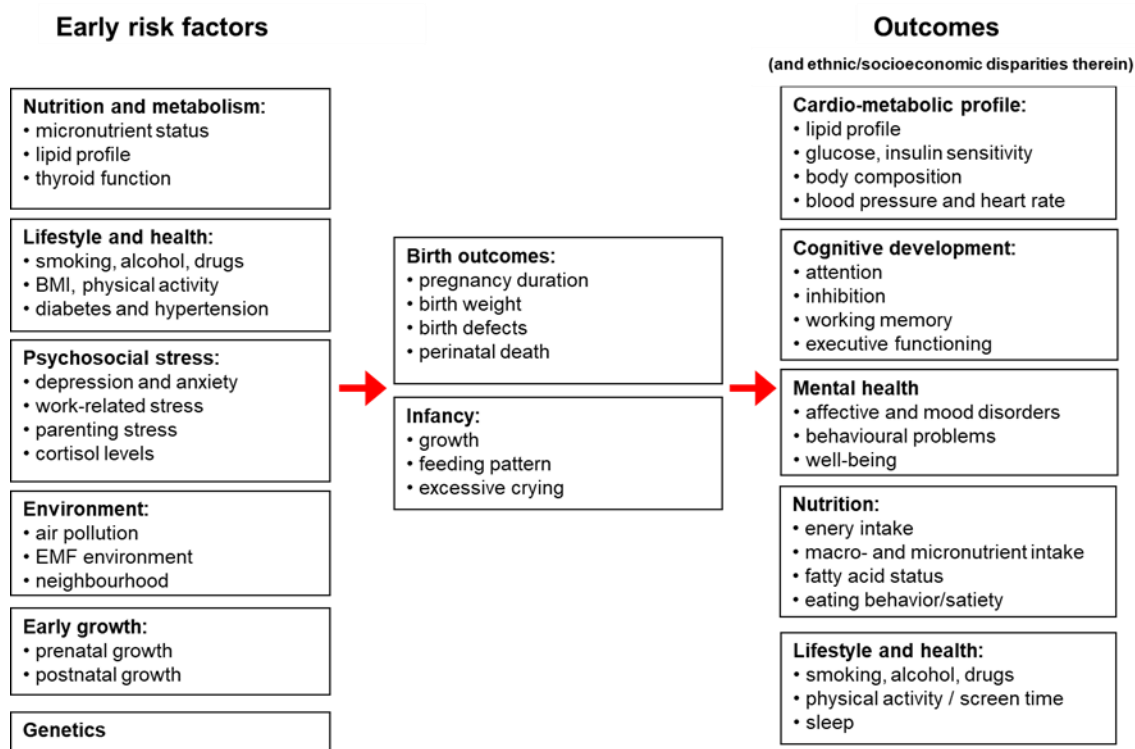 Early risk factors
Nutrition and metabolism:
• micronutrient status
• lipid profile
• thyroid function
Lifestyle and health:
• smoking, alcohol, drugs
• BMI, physical activity
• diabetes and hypertension
Psychosocial stress:
• depression and anxiety
• work-related stress
• parenting stress
• cortisol levels
Environment:
• air pollution
• EMF environment
• neighbourhood
Early growth:
• prenatal growth
• postnatal growth
Genetics
Birth outcomes:
• pregnancy duration
• birth weight
• birth defects
• perinatal death
Infancy:
• growth
• feeding pattern
• excessive crying
Outcomes
(and ethnic/socioeconomic disparities therein)
Cardio-metabolic profile:
• lipid profile
• glucose, insulin sensitivity
• body composition
• blood pressure and heart rate
Cognitive development:
• attention
• inhibition
• working memory
• executive functioning
Mental health
• affective and mood disorders
• behavioural problems
• well-being
Nutrition:
• enery intake
• macro- and micronutrient intake
• fatty acid status
• eating behavior/satiety
Lifestyle and health:
• smoking, alcohol, drugs
• physical activity / screen time
• sleep